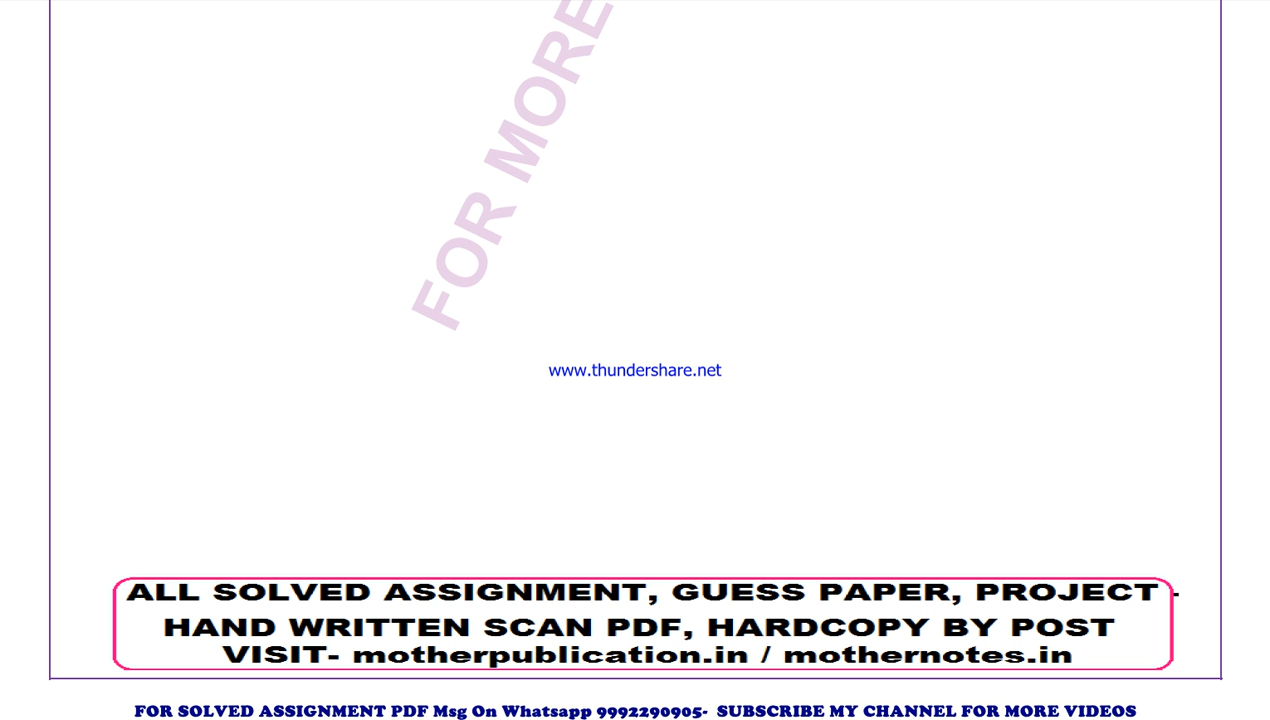 FOR MORE
www.thundershare.net
ALL SOLVED ASSIGNMENT, GUESS PAPER, PROJECT -
HAND WRITTEN SCAN PDF, HARDCOPY BY POST
VISIT- motherpublication.in / mothernotes.in
FOR SOLVED ASSIGNMENT PDF Msg On Whatsapp 9992290905- SUBSCRIBE MY CHANNEL FOR MORE VIDEOS